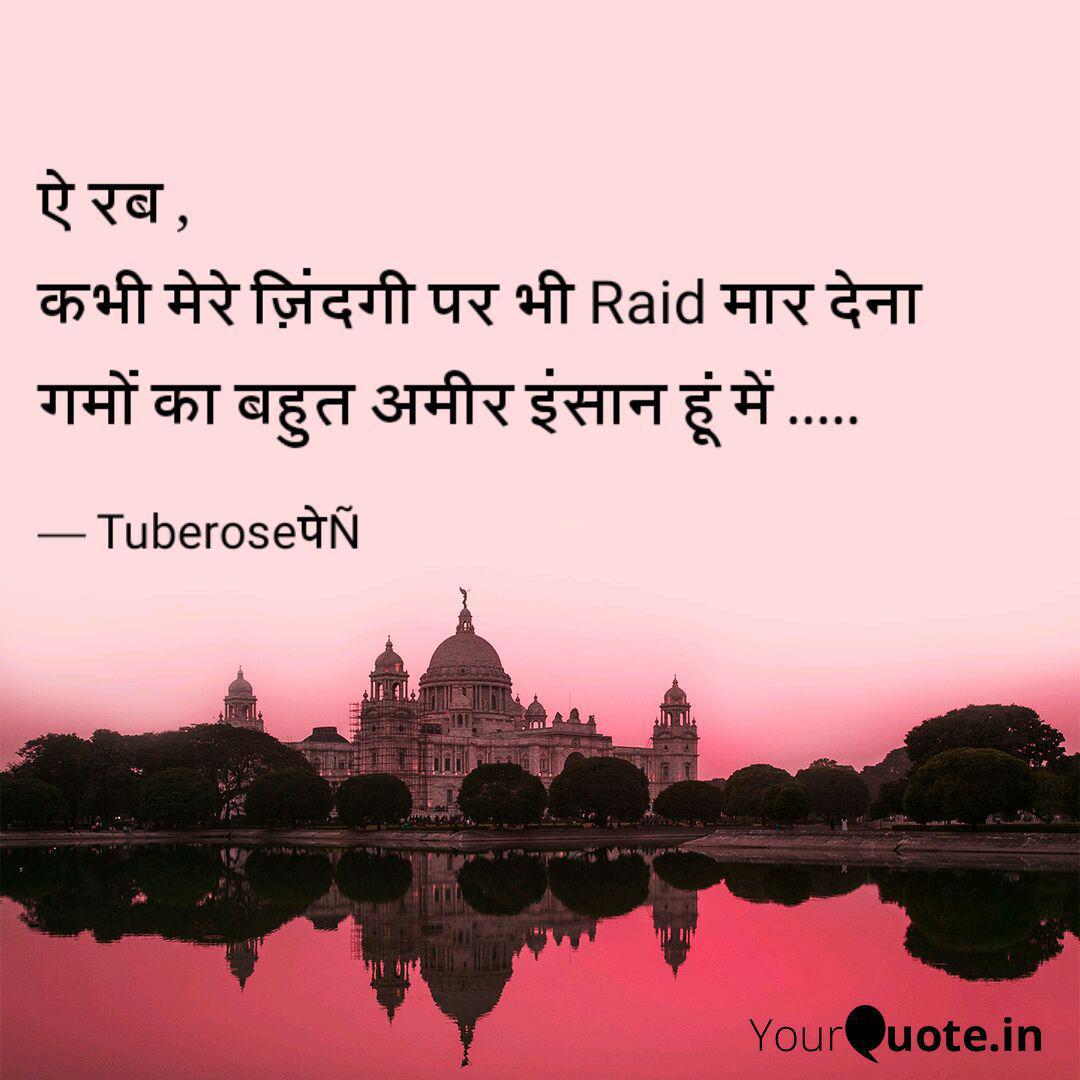 ऐ रब ,
कभी मेरे ज़िंदगी पर भी Raid मार देना
गमों का बहुत अमीर इंसान हूं में .....
— TuberoseपेÑ
YourQuote.in